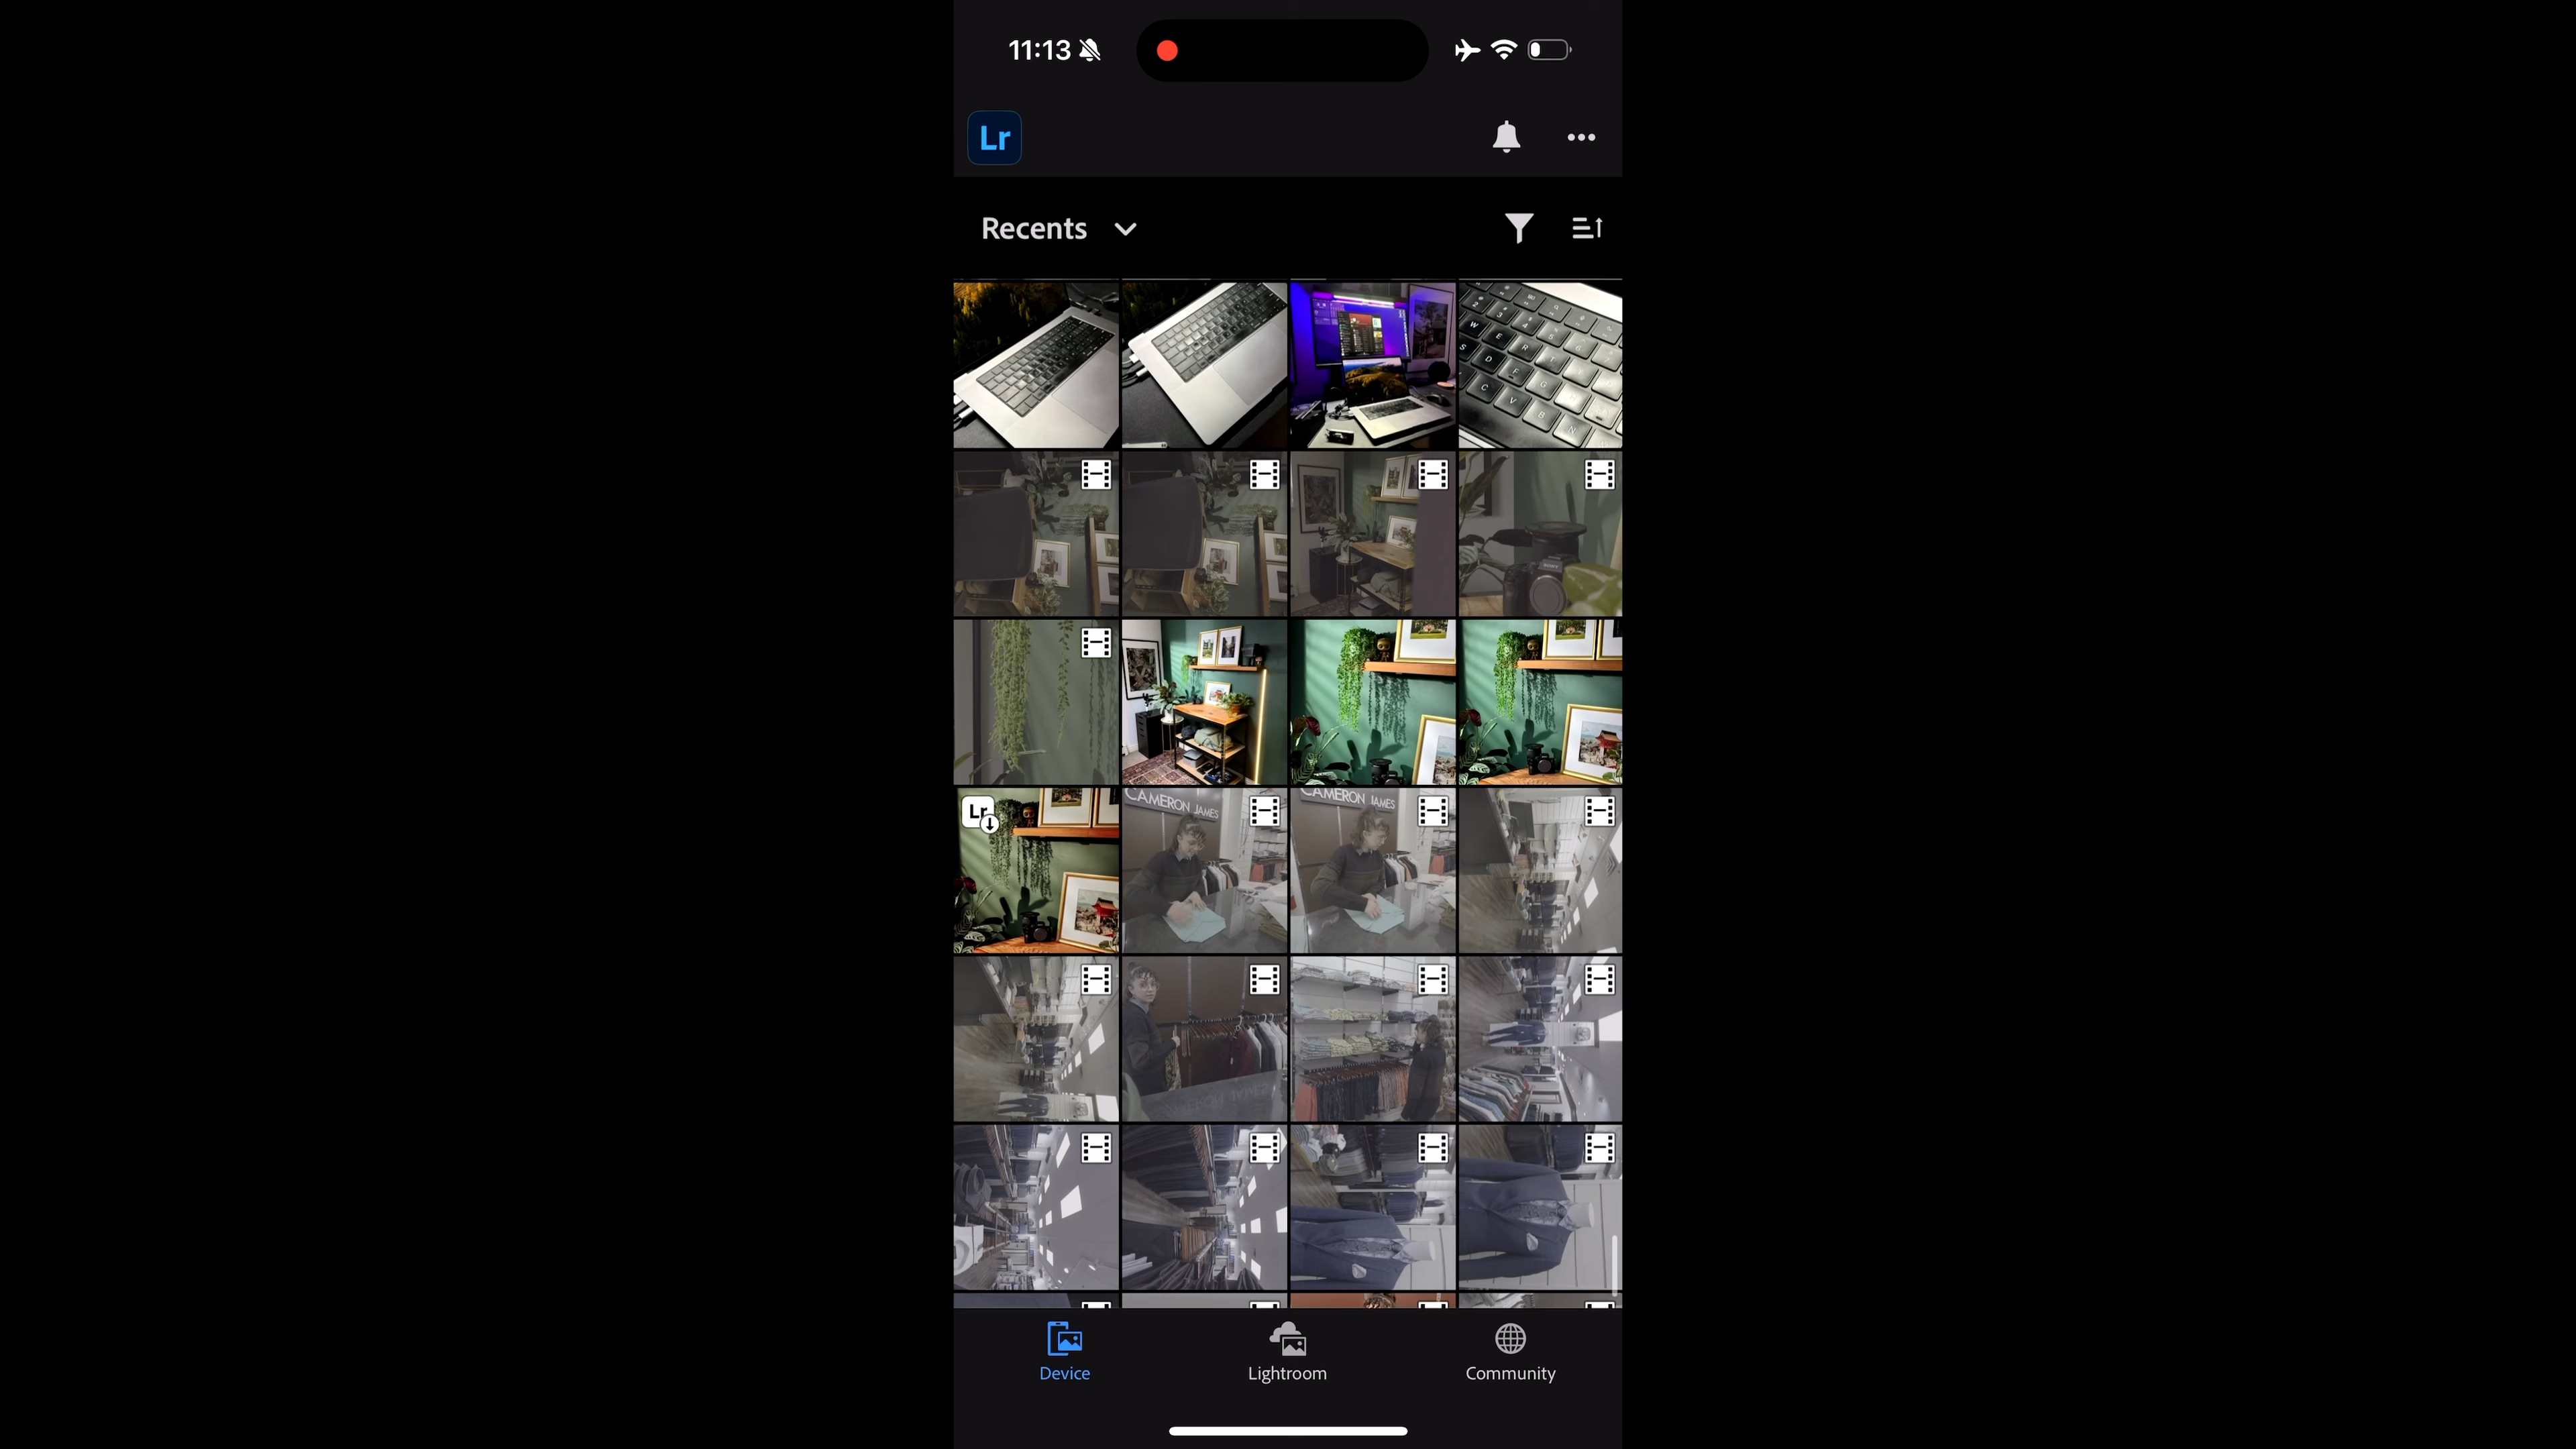 11:13
Lr
Recents
Lr
CAMERON JAMES
CAMERON JAMES
Device
Lightroom
Community